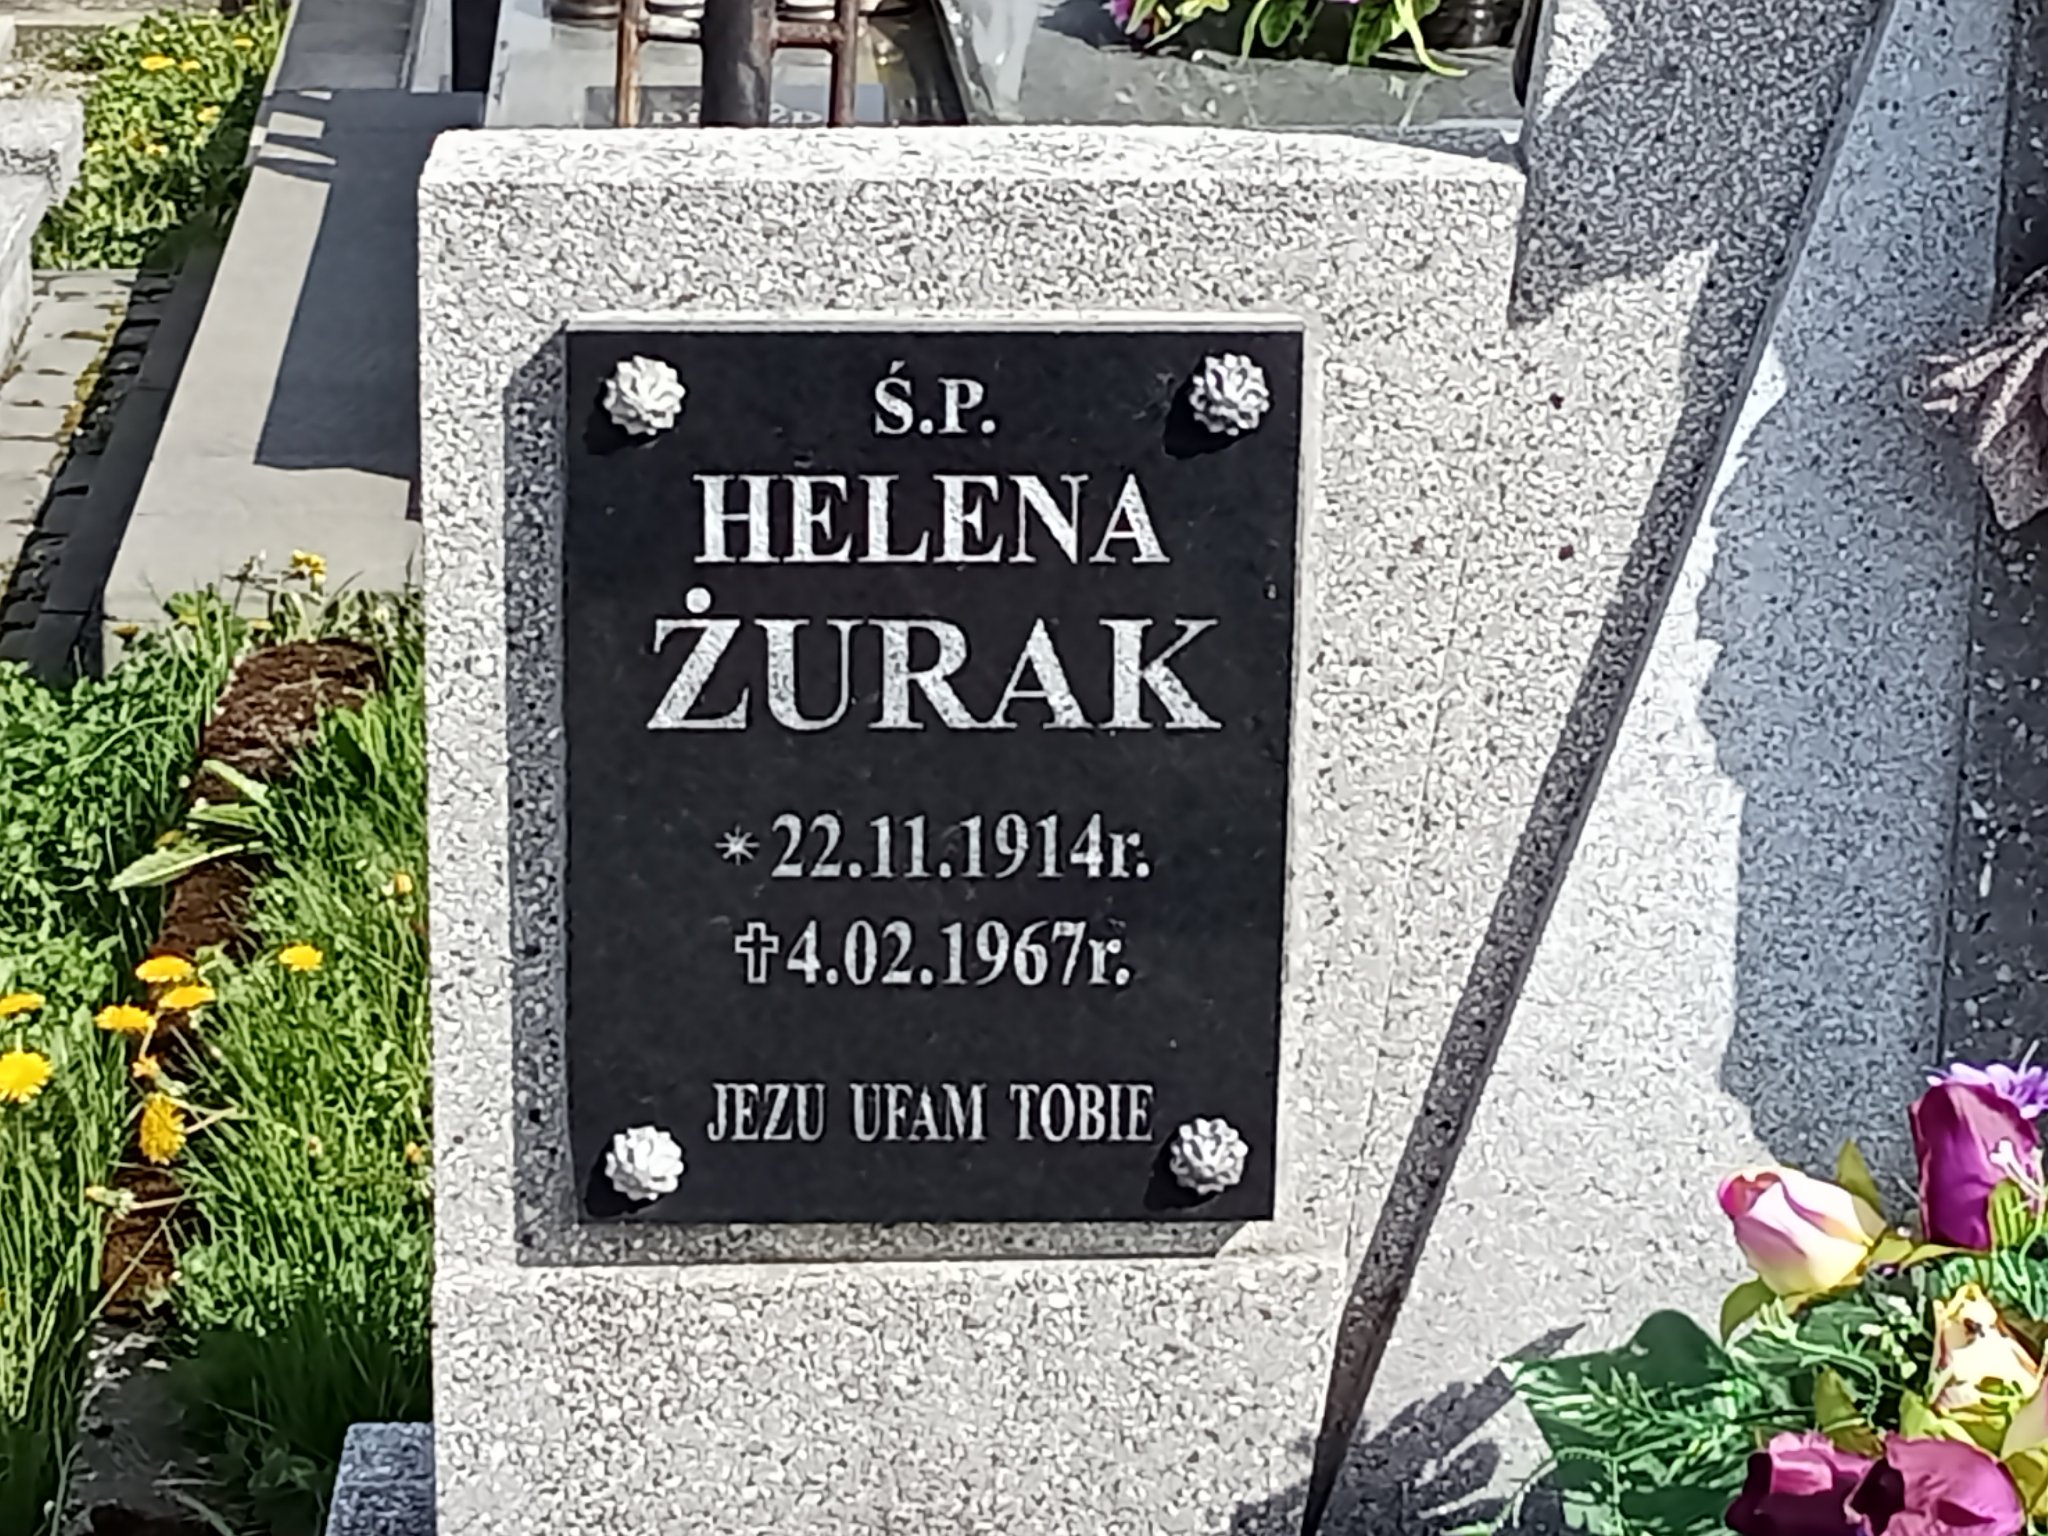 Ś.P.
HELENA
ŻURAK
* 22.11.1914r.
✝ 4.02.1967r.
JEZU UFAM TOBIE